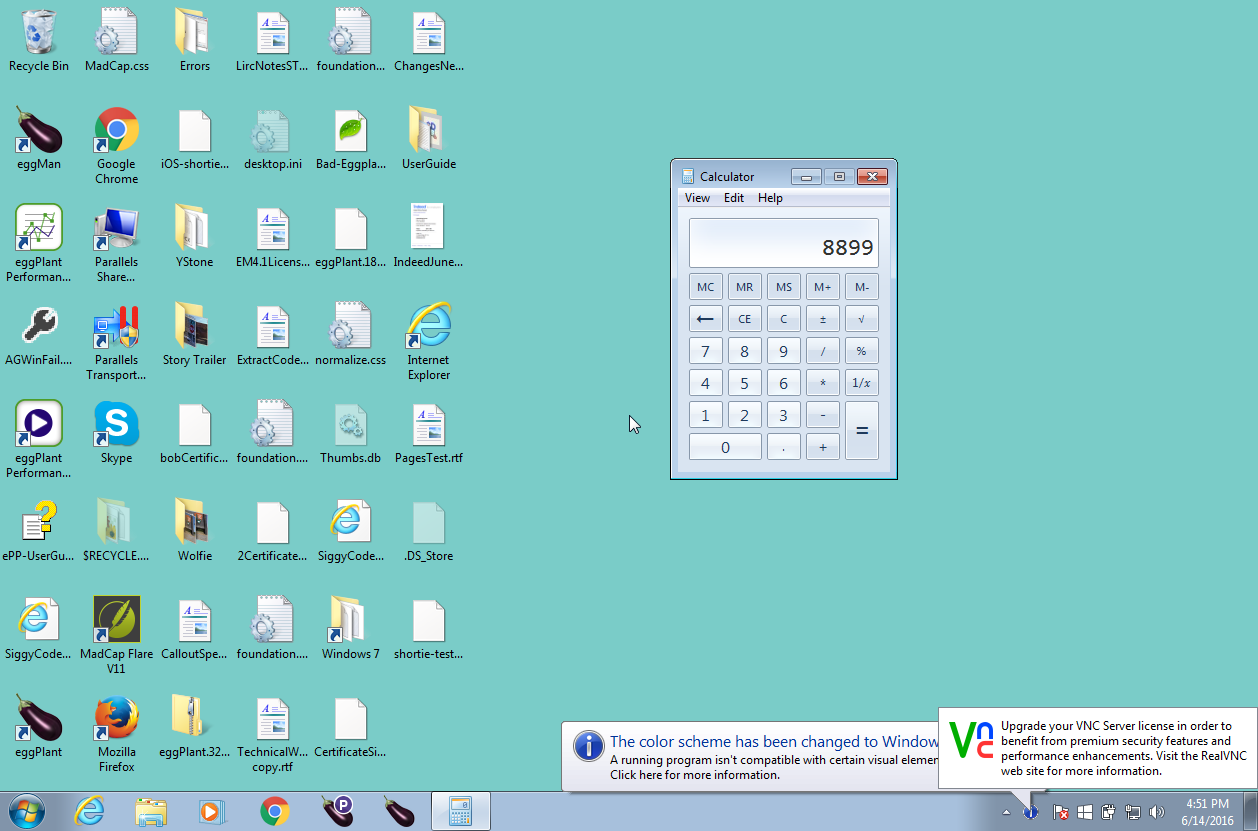 Recycle Bin
MadCap.css
Errors
LircNotesST...
foundation...
ChangesNe...
eggMan
Google
Chrome
iOS-shortie...
desktop.ini
Bad-Eggpla...
UserGuide
eggPlant
Performan...
Parallels
Share...
YStone
EM4.1Licens...
eggPlant.18...
IndeedJune...
AGWinFail....
Parallels
Transport...
Story Trailer
ExtractCode...
normalize.css
Internet
Explorer
eggPlant
Performan...
Skype
bobCertific...
foundation....
Thumbs.db
PagesTest.rtf
ePP-UserGu...
$RECYCLE....
Wolfie
2Certificate...
SiggyCode...
.DS_Store
SiggyCode...
MadCap Flare
V11
CalloutSpe...
foundation....
Windows 7
shortie-test...
eggPlant
Mozilla
Firefox
eggPlant.32...
TechnicalW...
copy.rtf
CertificateSi...
Calculator
View Edit Help
8899
MC MR MS M+ M-
← CE C ± √
7 8 9 / %
4 5 6 * 1/x
1 2 3 - =
0 . +
The color scheme has been changed to Window
A running program isn't compatible with certain visual elemen
Click here for more information.
Upgrade your VNC Server license in order to
benefit from premium security features and
performance enhancements. Visit the RealVNC
web site for more information.
4:51 PM
6/14/2016